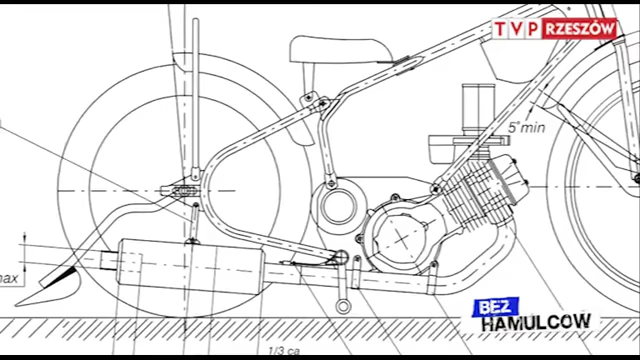 TVP RZESZÓW
5° min
max
BEZ
HAMULCÓW
1/3 ca